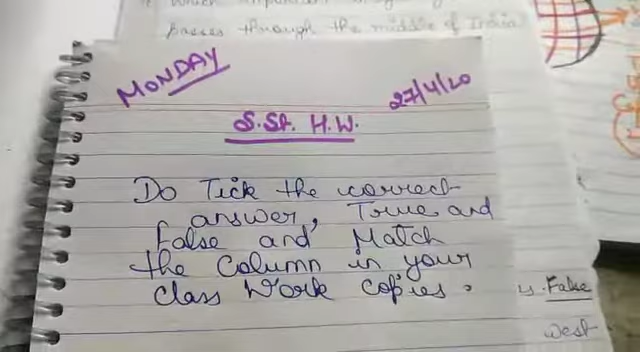 passes through the middle of India
MONDAY
27/4/20
S.St. H.W.
Do Tick the correct
answer, True and
False and Match
the Column in your
Class Work copies.
is False
west